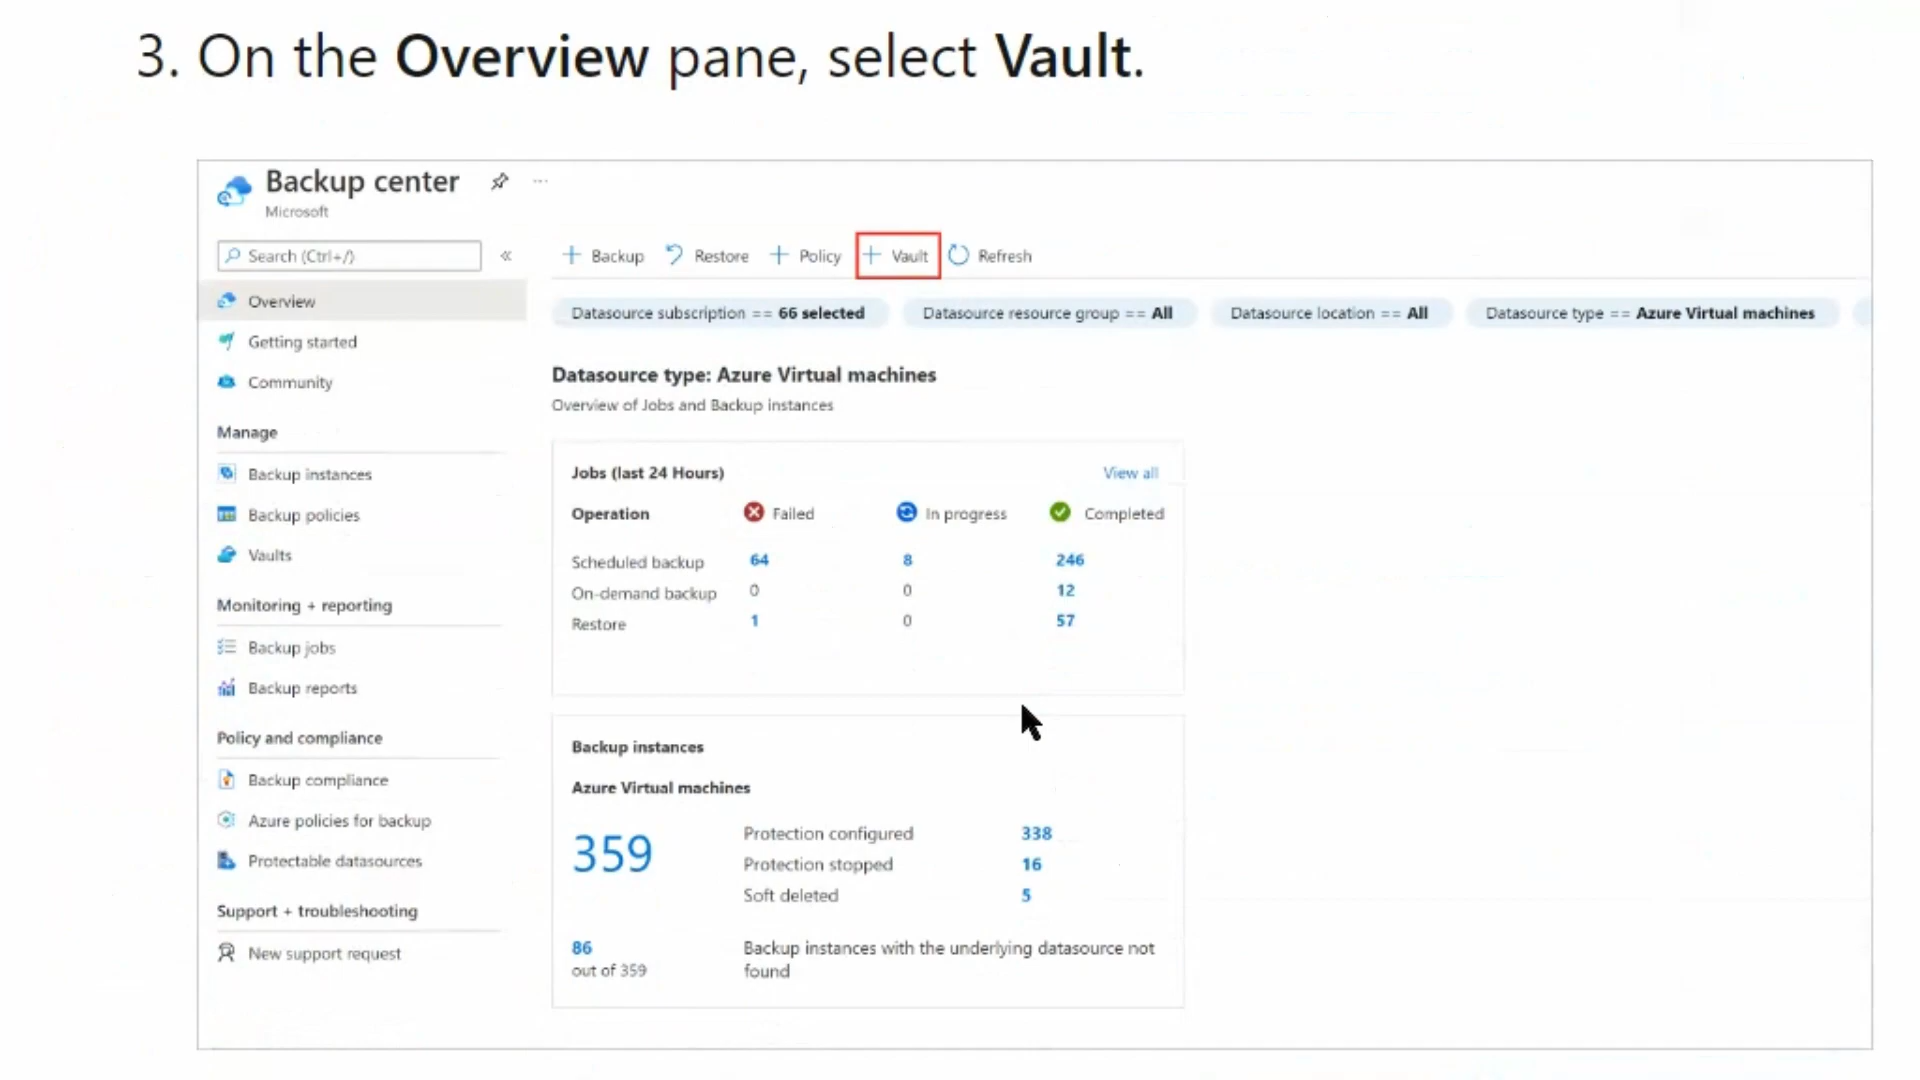 3. On the Overview pane, select Vault.
Backup center
Microsoft
Search (Ctrl+/)
«
+ Backup
Restore
+ Policy
+ Vault
Refresh
Overview
Getting started
Community
Manage
Backup instances
Backup policies
Vaults
Monitoring + reporting
Backup jobs
Backup reports
Policy and compliance
Backup compliance
Azure policies for backup
Protectable datasources
Support + troubleshooting
New support request
Datasource subscription == 66 selected
Datasource resource group == All
Datasource location == All
Datasource type == Azure Virtual machines
Datasource type: Azure Virtual machines
Overview of Jobs and Backup instances
Jobs (last 24 Hours) View all
Operation Failed In progress Completed
Scheduled backup 64 8 246
On-demand backup 0 0 12
Restore 1 0 57
Backup instances
Azure Virtual machines
359
Protection configured 338
Protection stopped 16
Soft deleted 5
86
out of 359
Backup instances with the underlying datasource not
found